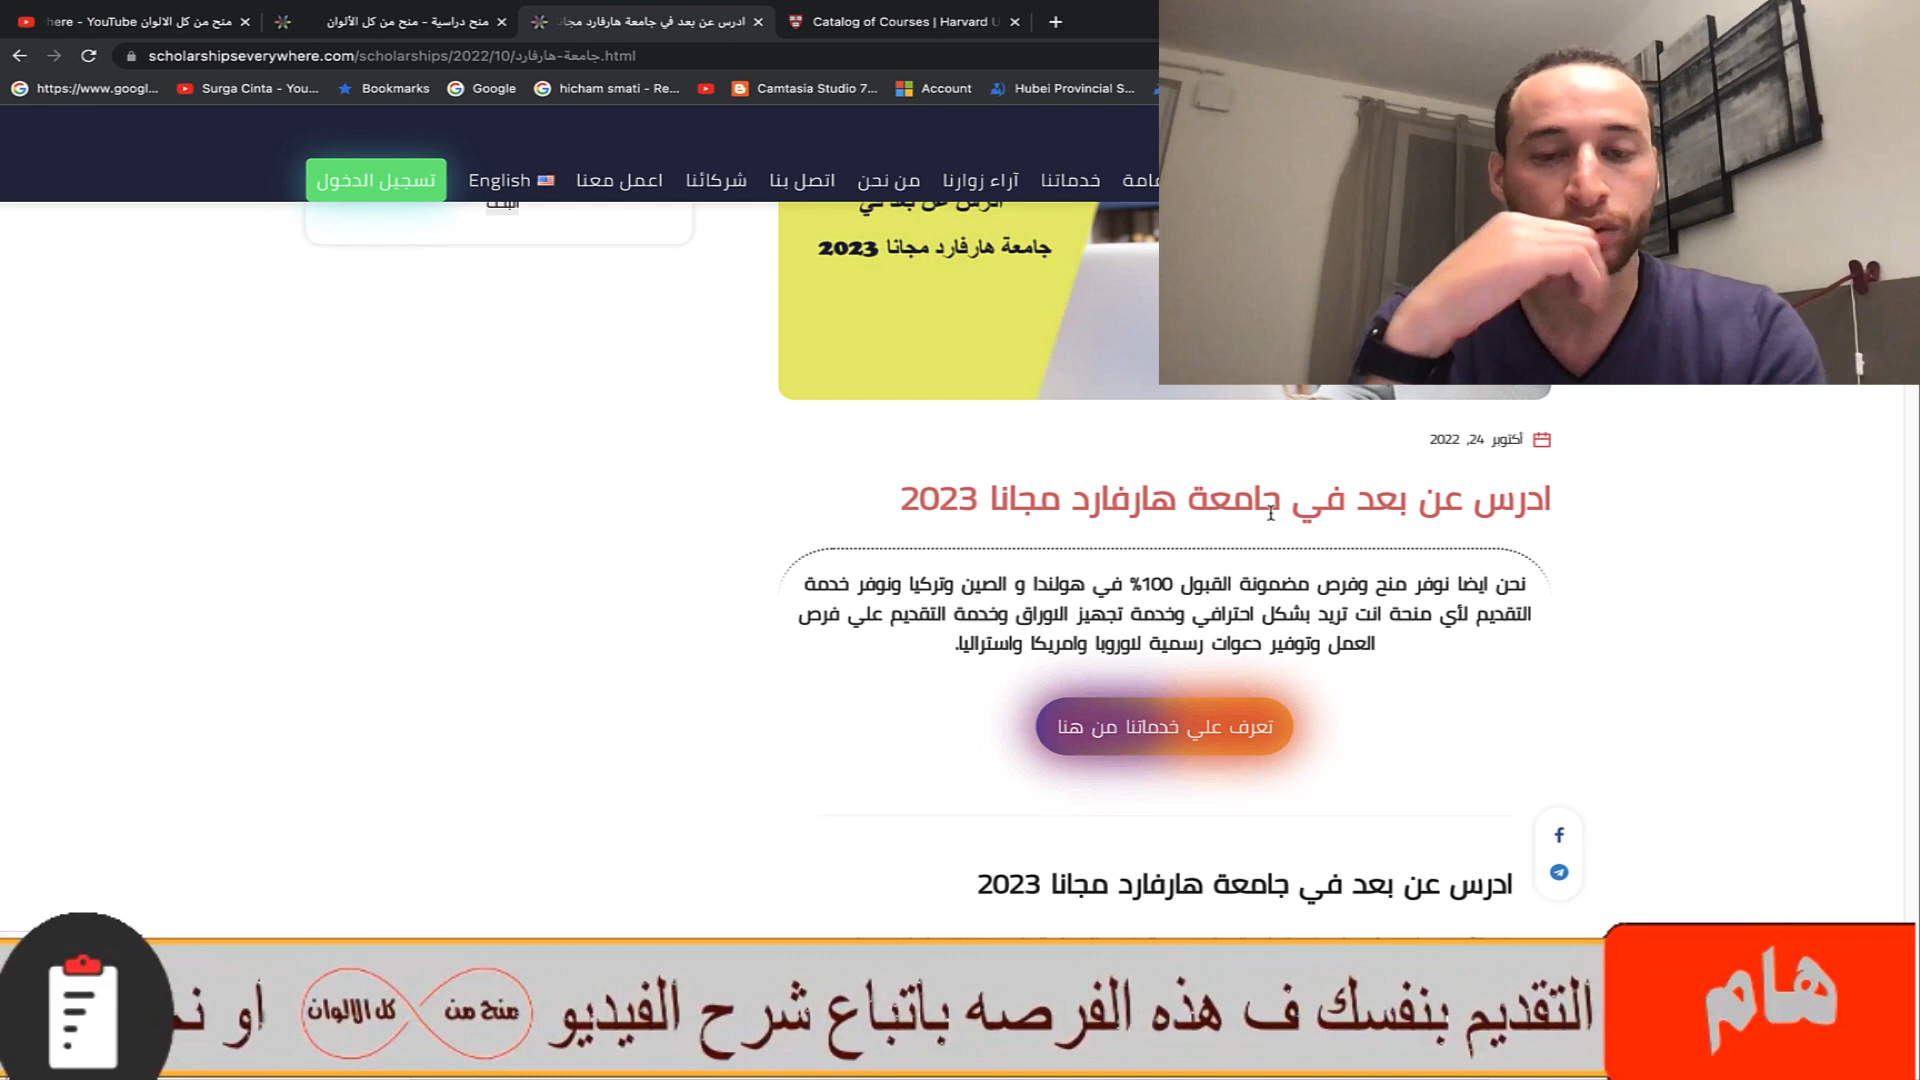 here - YouTube منح من كل الالوان
منح دراسية - منح من كل الألوان
ادرس عن بعد في جامعة هارفارد مجانا
Catalog of Courses | Harvard U
scholarshipseverywhere.com/scholarships/2022/10/جامعة-هارفارد.html
https://www.googl...
Surga Cinta - You...
Bookmarks
Google
hicham smati - Re...
Camtasia Studio 7...
Account
Hubei Provincial S...
خدماتنا
آراء زوارنا
من نحن
اتصل بنا
شركائنا
اعمل معنا
English
تسجيل الدخول
البحث
ادرس عن بعد في
جامعة هارفارد مجانا 2023
أكتوبر 24, 2022
ادرس عن بعد في جامعة هارفارد مجانا 2023
نحن ايضا نوفر منح وفرص مضمونة القبول 100% في هولندا و الصين وتركيا ونوفر خدمة
التقديم لأي منحة انت تريد بشكل احترافي وخدمة تجهيز الاوراق وخدمة التقديم علي فرص
العمل وتوفير دعوات رسمية لاوروبا وامريكا واستراليا.
تعرف علي خدماتنا من هنا
ادرس عن بعد في جامعة هارفارد مجانا 2023
هام
التقديم بنفسك ف هذه الفرصه باتباع شرح الفيديو
منح من كل الالوان
او نح